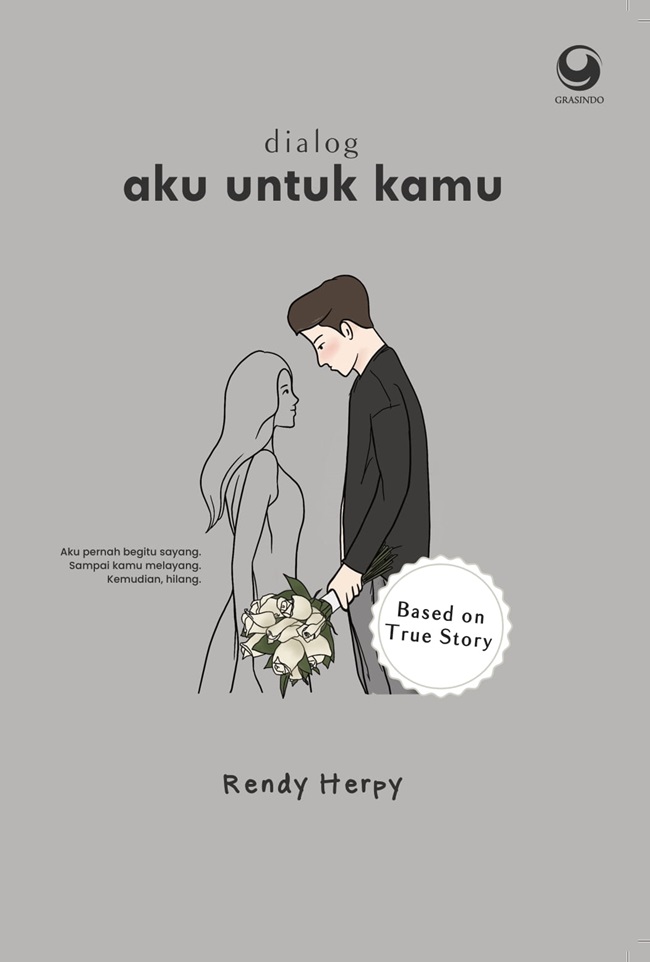 GRASINDO
dialog
aku untuk kamu
Aku pernah begitu sayang.
Sampai kamu melayang.
Kemudian, hilang.
Based on
True Story
Rendy Herpy